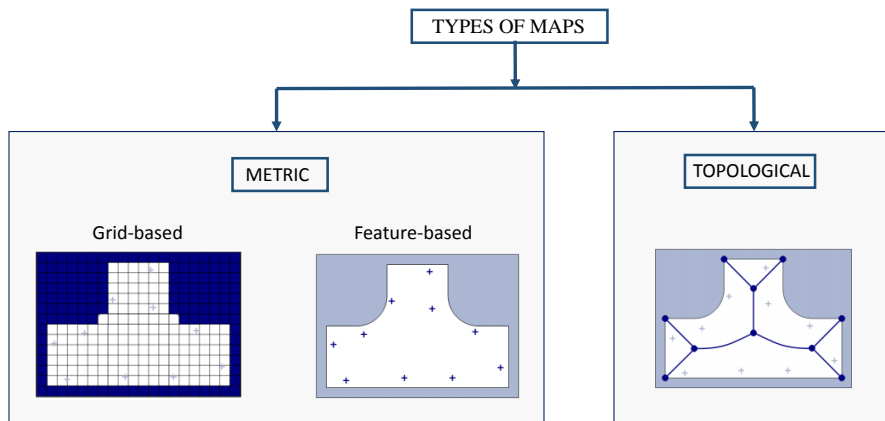 TYPES OF MAPS
METRIC
TOPOLOGICAL
Grid-based
Feature-based